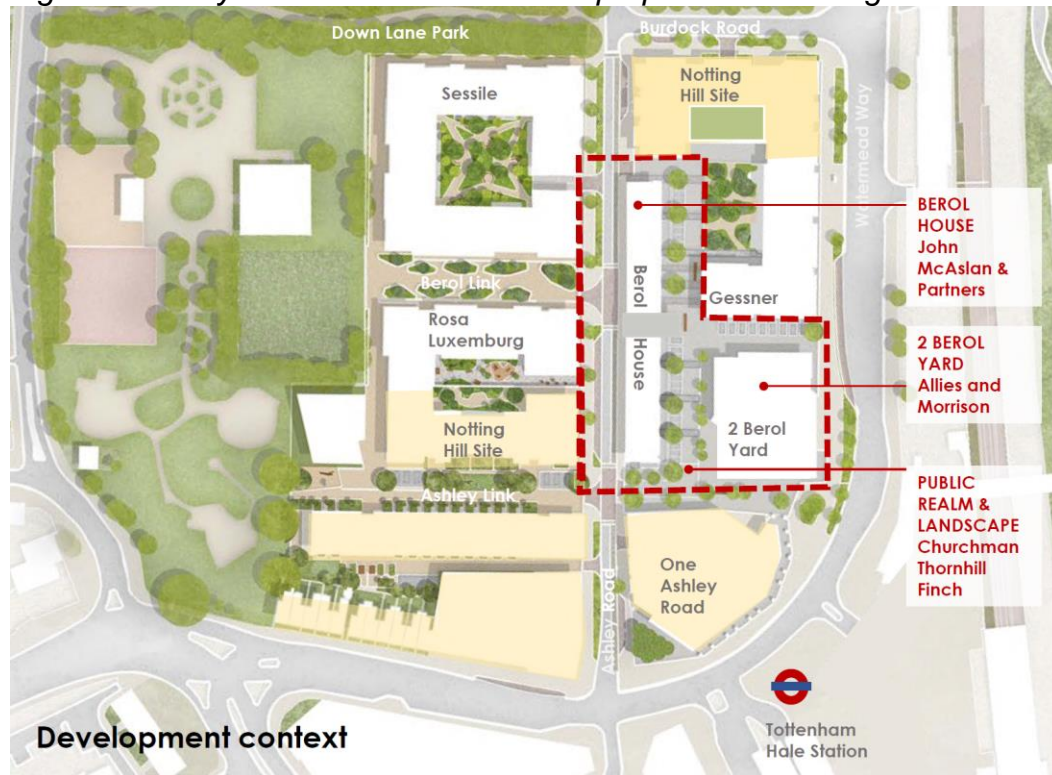 Down Lane Park
Burdock Road
Sessile
Notting
Hill Site
Watermead Way
BEROL
HOUSE
John
McAslan &
Partners
Berol Link
Berol
House
Gessner
Rosa
Luxemburg
2 BEROL
YARD
Allies and
Morrison
Notting
Hill Site
2 Berol
Yard
Ashley Link
PUBLIC
REALM &
LANDSCAPE
Churchman
Thornhill
Finch
One
Ashley
Road
Ashley Road
Development context
Tottenham
Hale Station